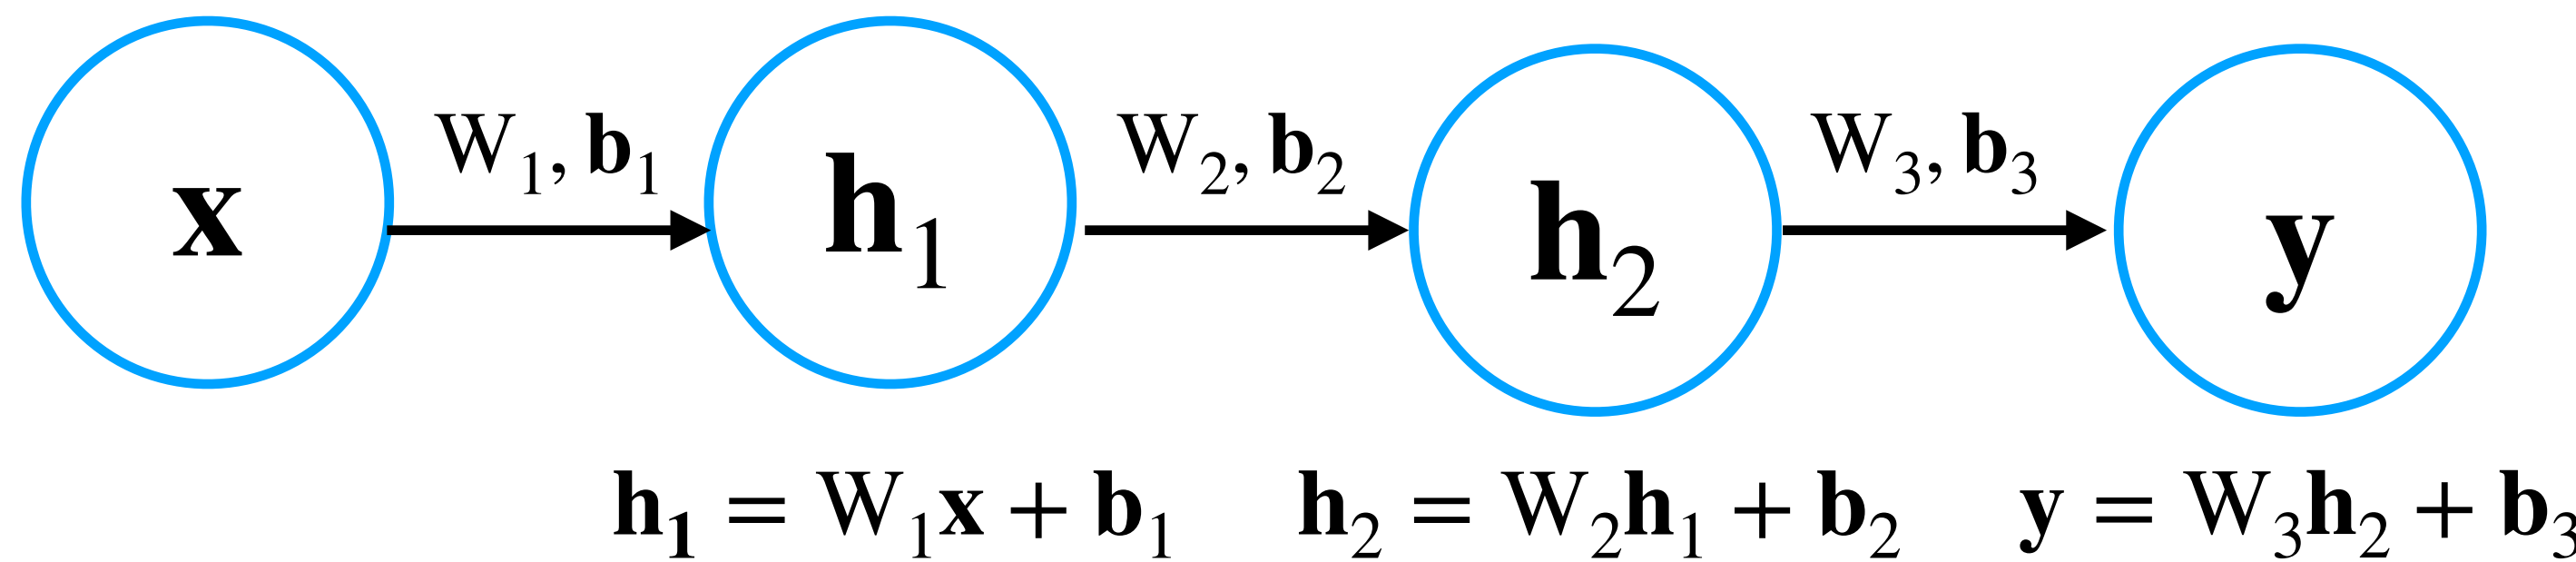 W₁, b₁ W₂, b₂ W₃, b₃
x h₁ h₂ y
h₁ = W₁x + b₁ h₂ = W₂h₁ + b₂ y = W₃h₂ + b₃